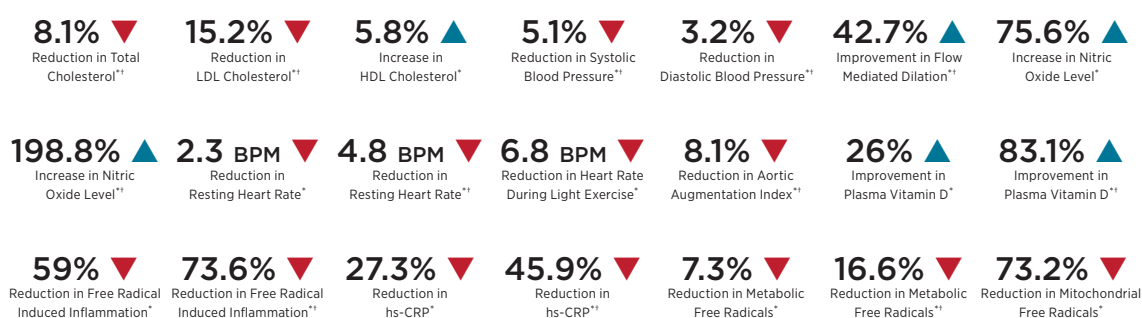 8.1% 15.2% 5.8% 5.1% 3.2% 42.7% 75.6%
Reduction in Total Reduction in Increase in Reduction in Systolic Reduction in Improvement in Flow Increase in Nitric
Cholesterol*† LDL Cholesterol*† HDL Cholesterol* Blood Pressure*† Diastolic Blood Pressure*† Mediated Dilation*† Oxide Level*
198.8% 2.3 BPM 4.8 BPM 6.8 BPM 8.1% 26% 83.1%
Increase in Nitric Reduction in Reduction in Reduction in Heart Rate Reduction in Aortic Improvement in Improvement in
Oxide Level*† Resting Heart Rate* Resting Heart Rate*† During Light Exercise* Augmentation Index*† Plasma Vitamin D* Plasma Vitamin D*†
59% 73.6% 27.3% 45.9% 7.3% 16.6% 73.2%
Reduction in Free Radical Reduction in Free Radical Reduction in Reduction in Reduction in Metabolic Reduction in Metabolic Reduction in Mitochondrial
Induced Inflammation* Induced Inflammation*† hs-CRP* hs-CRP*† Free Radicals* Free Radicals*† Free Radicals*